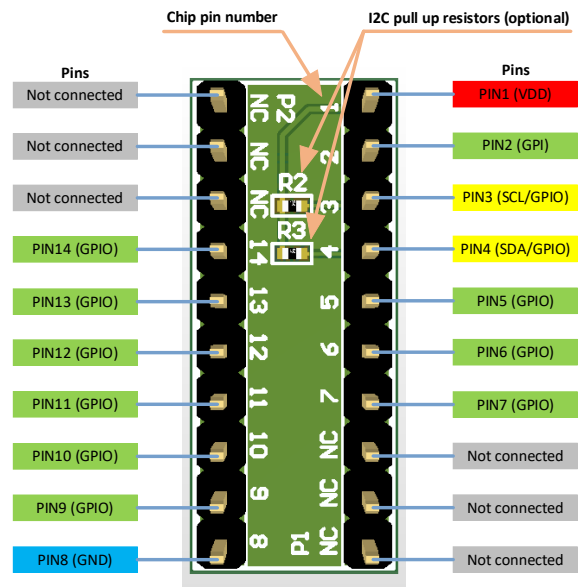 Chip pin number
I2C pull up resistors (optional)
Pins
Pins
Not connected
NC
P2
1
PIN1 (VDD)
Not connected
NC
2
PIN2 (GPI)
Not connected
NC
R2
3
PIN3 (SCL/GPIO)
PIN14 (GPIO)
14
R3
4
PIN4 (SDA/GPIO)
PIN13 (GPIO)
13
5
PIN5 (GPIO)
PIN12 (GPIO)
12
6
PIN6 (GPIO)
PIN11 (GPIO)
11
7
PIN7 (GPIO)
PIN10 (GPIO)
10
NC
Not connected
PIN9 (GPIO)
9
NC
Not connected
PIN8 (GND)
8
P1
NC
Not connected